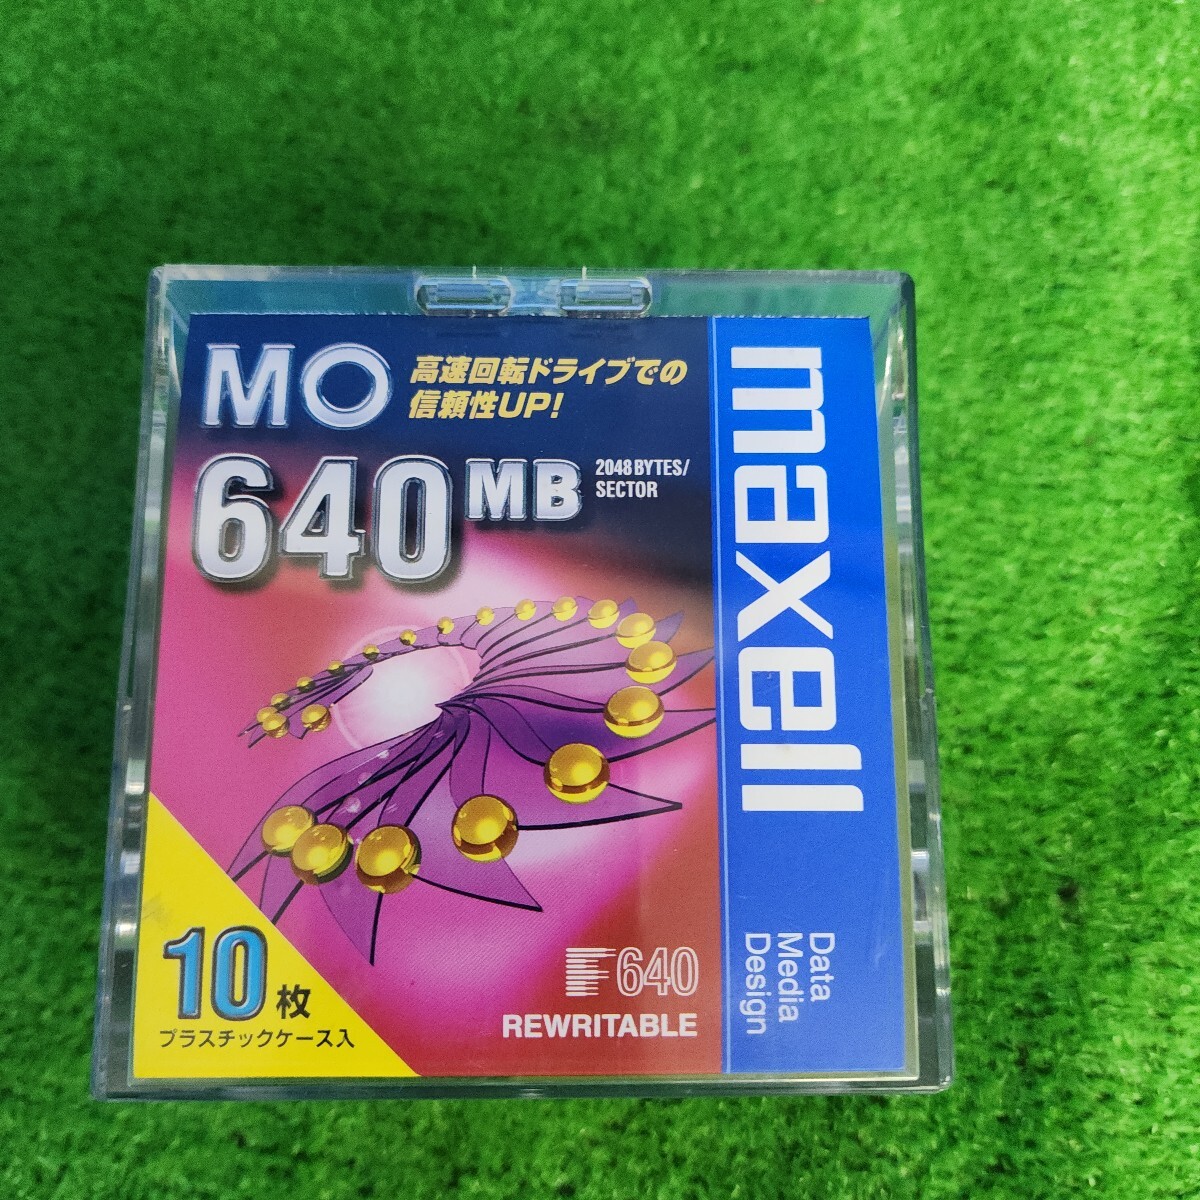 MO
高速回転ドライブでの
信頼性UP!
640MB
2048 BYTES/
SECTOR
maxell
Data
Media
Design
10枚
プラスチックケース入
640
REWRITABLE